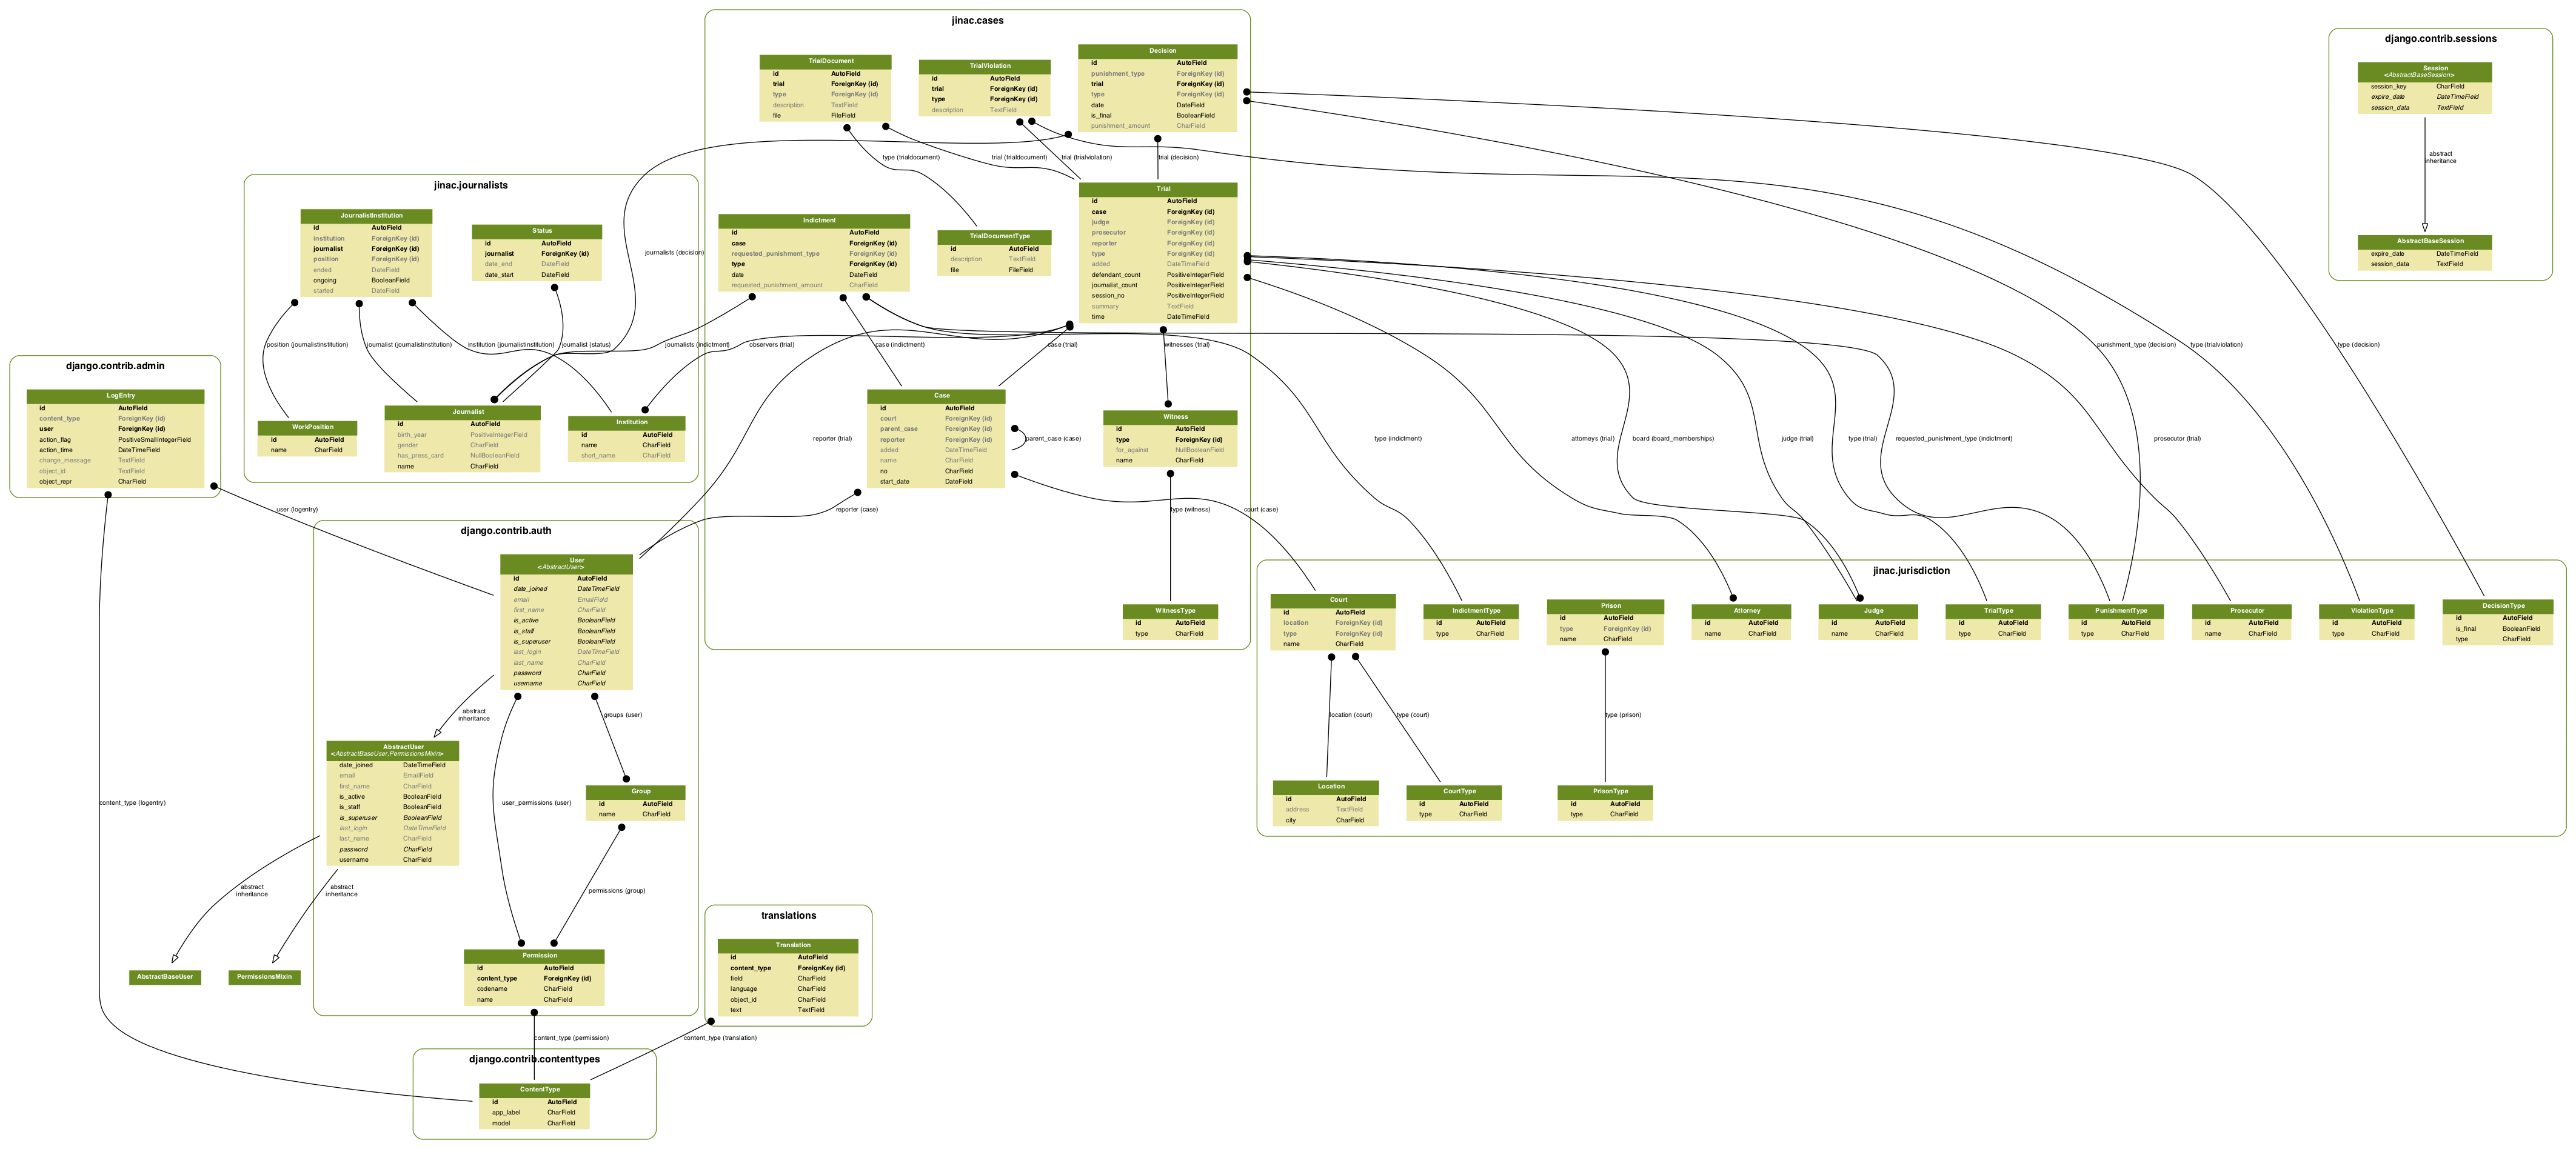 jinac.cases
TrialDocument
id AutoField
trial ForeignKey (id)
type ForeignKey (id)
description TextField
file FileField
TrialViolation
id AutoField
trial ForeignKey (id)
type ForeignKey (id)
description TextField
Decision
id AutoField
punishment_type ForeignKey (id)
trial ForeignKey (id)
type ForeignKey (id)
date DateField
is_final BooleanField
punishment_amount CharField
type (trialdocument)
trial (trialdocument)
trial (trialviolation)
trial (decision)
Indictment
id AutoField
case ForeignKey (id)
requested_punishment_type ForeignKey (id)
type ForeignKey (id)
date DateField
requested_punishment_amount CharField
TrialDocumentType
id AutoField
description TextField
file FileField
Trial
id AutoField
case ForeignKey (id)
judge ForeignKey (id)
prosecutor ForeignKey (id)
reporter ForeignKey (id)
type ForeignKey (id)
added DateTimeField
defendant_count PositiveIntegerField
journalist_count PositiveIntegerField
session_no PositiveIntegerField
summary TextField
time DateTimeField
journalists (decision)
journalists (indictment)
observers (trial)
case (indictment)
case (trial)
witnesses (trial)
Case
id AutoField
court ForeignKey (id)
parent_case ForeignKey (id)
reporter ForeignKey (id)
added DateTimeField
name CharField
no CharField
start_date DateField
parent_case (case)
Witness
id AutoField
type ForeignKey (id)
for_against NullBooleanField
name CharField
reporter (trial)
reporter (case)
type (witness)
court (case)
WitnessType
id AutoField
type CharField
django.contrib.sessions
Session
<AbstractBaseSession>
session_key CharField
expire_date DateTimeField
session_data TextField
abstract
inheritance
AbstractBaseSession
expire_date DateTimeField
session_data TextField
jinac.journalists
JournalistInstitution
id AutoField
institution ForeignKey (id)
journalist ForeignKey (id)
position ForeignKey (id)
ended DateField
ongoing BooleanField
started DateField
Status
id AutoField
journalist ForeignKey (id)
date_end DateField
date_start DateField
position (journalistinstitution)
journalist (journalistinstitution)
institution (journalistinstitution)
journalist (status)
WorkPosition
id AutoField
name CharField
Journalist
id AutoField
birth_year PositiveIntegerField
gender CharField
has_press_card NullBooleanField
name CharField
Institution
id AutoField
name CharField
short_name CharField
django.contrib.admin
LogEntry
id AutoField
content_type ForeignKey (id)
user ForeignKey (id)
action_flag PositiveSmallIntegerField
action_time DateTimeField
change_message TextField
object_id TextField
object_repr CharField
user (logentry)
content_type (logentry)
django.contrib.auth
User
<AbstractUser>
id AutoField
date_joined DateTimeField
email EmailField
first_name CharField
is_active BooleanField
is_staff BooleanField
is_superuser BooleanField
last_login DateTimeField
last_name CharField
password CharField
username CharField
abstract
inheritance
groups (user)
user_permissions (user)
AbstractUser
<AbstractBaseUser,PermissionsMixin>
date_joined DateTimeField
email EmailField
first_name CharField
is_active BooleanField
is_staff BooleanField
is_superuser BooleanField
last_login DateTimeField
last_name CharField
password CharField
username CharField
Group
id AutoField
name CharField
permissions (group)
abstract
inheritance
abstract
inheritance
AbstractBaseUser
PermissionsMixin
Permission
id AutoField
content_type ForeignKey (id)
codename CharField
name CharField
content_type (permission)
translations
Translation
id AutoField
content_type ForeignKey (id)
field CharField
language CharField
object_id CharField
text TextField
content_type (translation)
django.contrib.contenttypes
ContentType
id AutoField
app_label CharField
model CharField
punishment_type (decision)
type (trialviolation)
type (decision)
type (indictment)
attorneys (trial)
board (board_memberships)
judge (trial)
type (trial)
requested_punishment_type (indictment)
prosecutor (trial)
jinac.jurisdiction
Court
id AutoField
location ForeignKey (id)
type ForeignKey (id)
name CharField
IndictmentType
id AutoField
type CharField
Prison
id AutoField
type ForeignKey (id)
name CharField
Attorney
id AutoField
name CharField
Judge
id AutoField
name CharField
TrialType
id AutoField
type CharField
PunishmentType
id AutoField
type CharField
Prosecutor
id AutoField
name CharField
ViolationType
id AutoField
type CharField
DecisionType
id AutoField
is_final BooleanField
type CharField
location (court)
type (court)
type (prison)
Location
id AutoField
address TextField
city CharField
CourtType
id AutoField
type CharField
PrisonType
id AutoField
type CharField